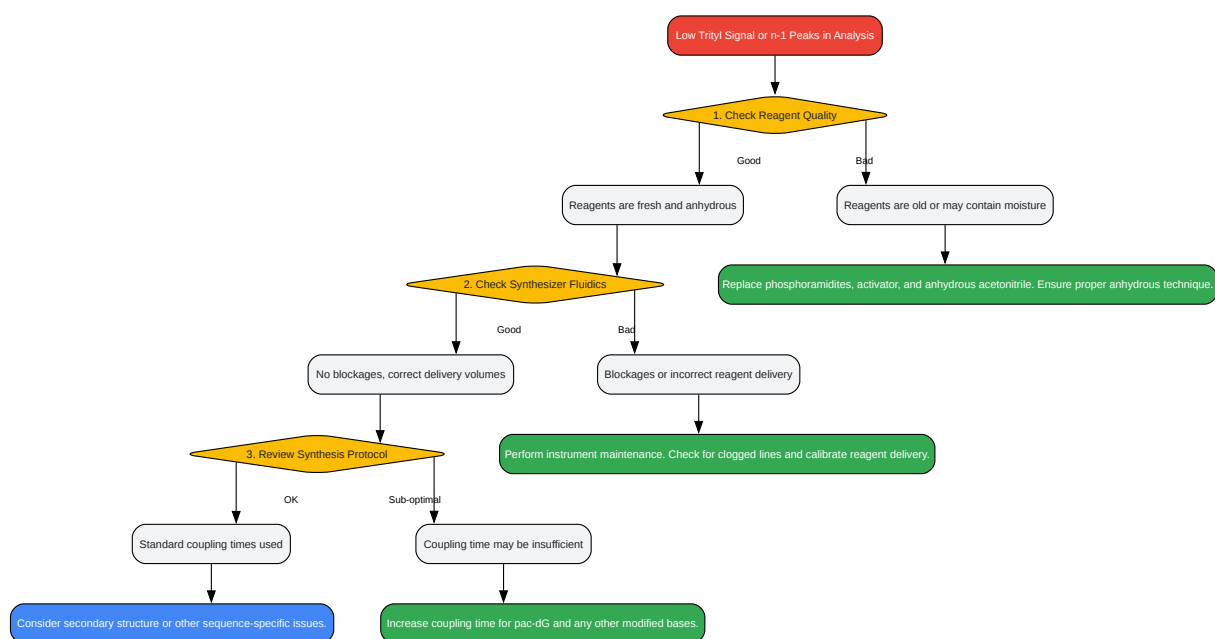 Low Trityl Signal or n-1 Peaks in Analysis
1. Check Reagent Quality
Good
Bad
Reagents are fresh and anhydrous
Reagents are old or may contain moisture
2. Check Synthesizer Fluidics
Replace phosphoramidites, activator, and anhydrous acetonitrile. Ensure proper anhydrous technique.
Good
Bad
No blockages, correct delivery volumes
Blockages or incorrect reagent delivery
3. Review Synthesis Protocol
Perform instrument maintenance. Check for clogged lines and calibrate reagent delivery.
OK
Sub-optimal
Standard coupling times used
Coupling time may be insufficient
Consider secondary structure or other sequence-specific issues.
Increase coupling time for pac-dG and any other modified bases.